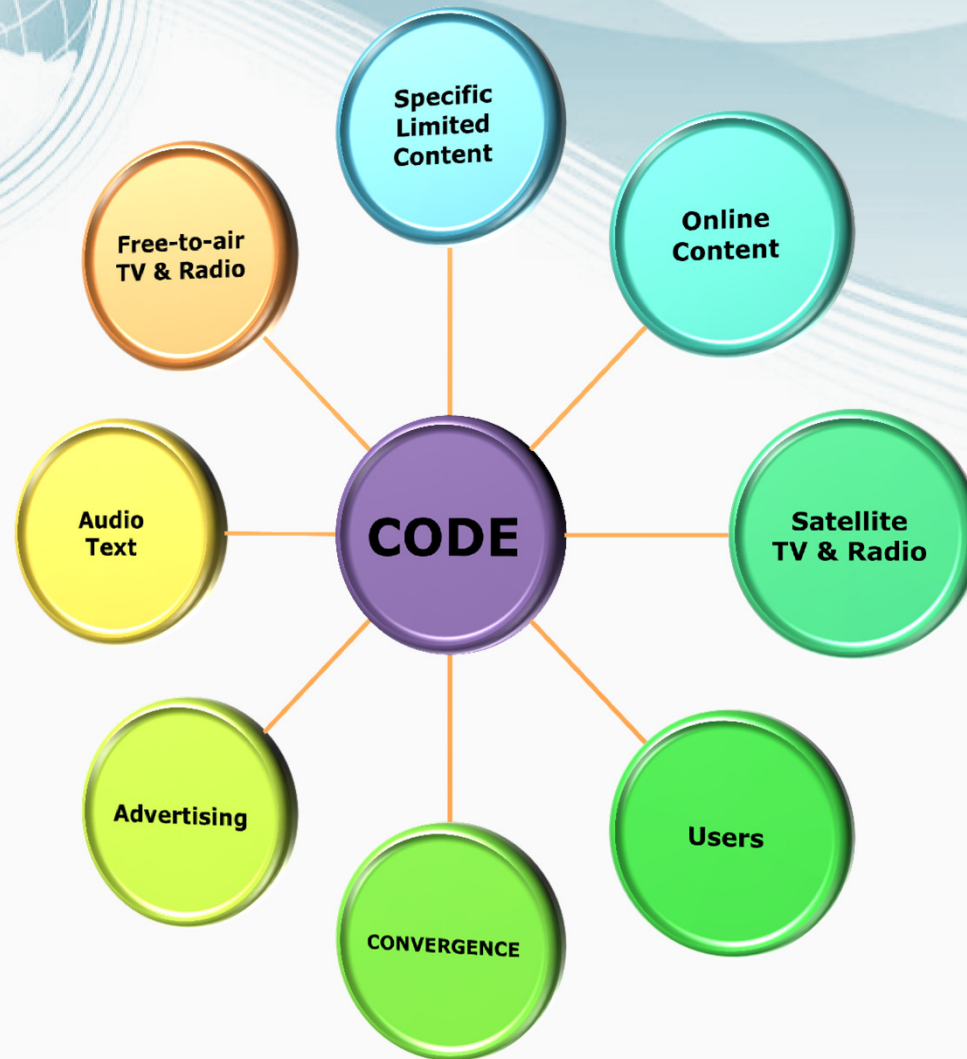 Specific
Limited
Content
Online
Content
Satellite
TV & Radio
Users
CONVERGENCE
Advertising
Audio
Text
Free-to-air
TV & Radio
CODE